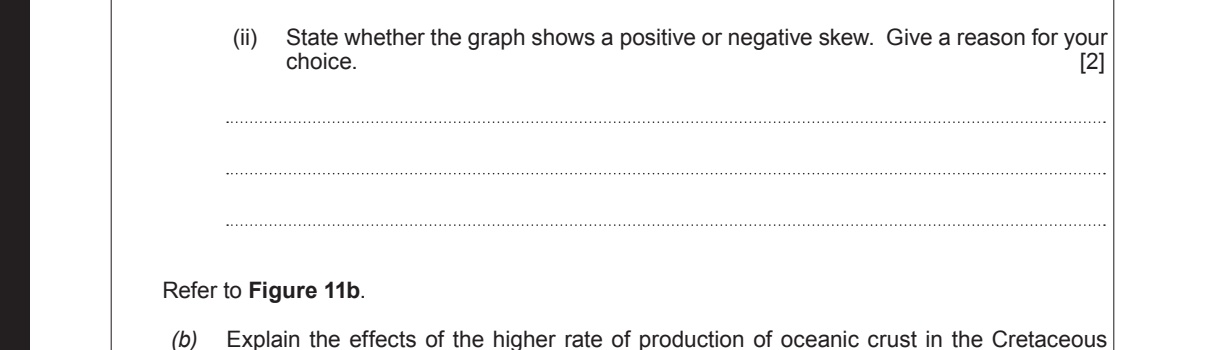 (ii) State whether the graph shows a positive or negative skew. Give a reason for your
choice. [2]
Refer to Figure 11b.
(b) Explain the effects of the higher rate of production of oceanic crust in the Cretaceous